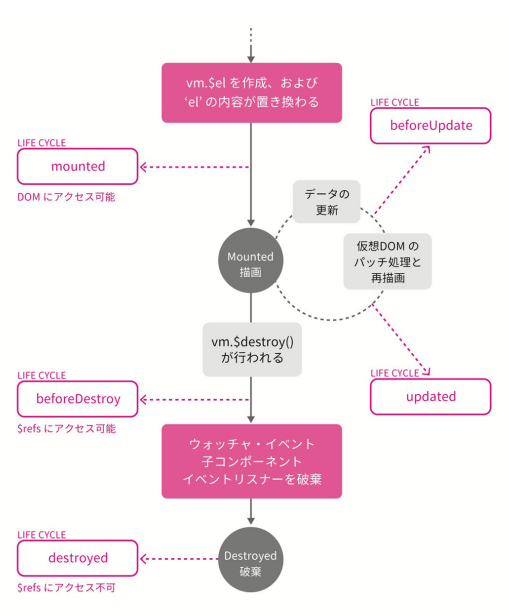 vm.$el を作成、および
‘el’ の内容が置き換わる
LIFE CYCLE
beforeUpdate
LIFE CYCLE
mounted
DOM にアクセス可能
データの
更新
Mounted
描画
仮想DOM の
パッチ処理と
再描画
vm.$destroy()
が行われる
LIFE CYCLE
updated
LIFE CYCLE
beforeDestroy
$refs にアクセス可能
ウォッチャ・イベント
子コンポーネント
イベントリスナーを破棄
LIFE CYCLE
destroyed
$refs にアクセス不可
Destroyed
破棄